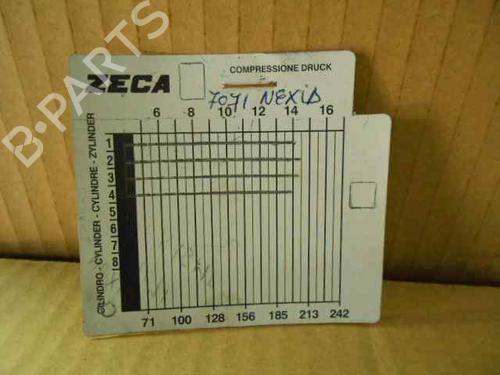 B-PARTS
ZECA
COMPRESSIONE DRUCK
7071 NEXIA
6 8 10 12 14 16
CILINDRO - CYLINDER - CYLINDRE - ZYLINDER
1
2
3
4
5
6
7
8
71 100 128 156 185 213 242